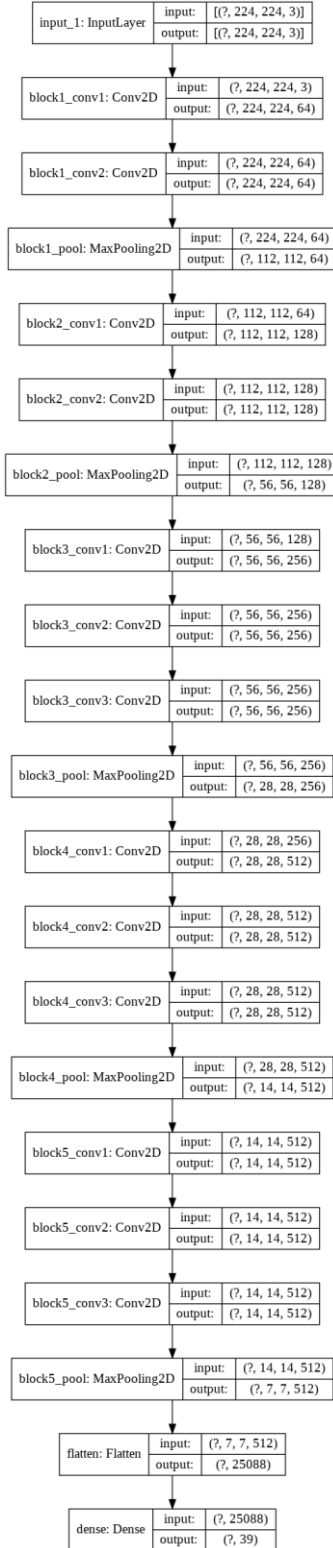 input_1: InputLayer input: [(?, 224, 224, 3)]
output: [(?, 224, 224, 3)]
block1_conv1: Conv2D input: (?, 224, 224, 3)
output: (?, 224, 224, 64)
block1_conv2: Conv2D input: (?, 224, 224, 64)
output: (?, 224, 224, 64)
block1_pool: MaxPooling2D input: (?, 224, 224, 64)
output: (?, 112, 112, 64)
block2_conv1: Conv2D input: (?, 112, 112, 64)
output: (?, 112, 112, 128)
block2_conv2: Conv2D input: (?, 112, 112, 128)
output: (?, 112, 112, 128)
block2_pool: MaxPooling2D input: (?, 112, 112, 128)
output: (?, 56, 56, 128)
block3_conv1: Conv2D input: (?, 56, 56, 128)
output: (?, 56, 56, 256)
block3_conv2: Conv2D input: (?, 56, 56, 256)
output: (?, 56, 56, 256)
block3_conv3: Conv2D input: (?, 56, 56, 256)
output: (?, 56, 56, 256)
block3_pool: MaxPooling2D input: (?, 56, 56, 256)
output: (?, 28, 28, 256)
block4_conv1: Conv2D input: (?, 28, 28, 256)
output: (?, 28, 28, 512)
block4_conv2: Conv2D input: (?, 28, 28, 512)
output: (?, 28, 28, 512)
block4_conv3: Conv2D input: (?, 28, 28, 512)
output: (?, 28, 28, 512)
block4_pool: MaxPooling2D input: (?, 28, 28, 512)
output: (?, 14, 14, 512)
block5_conv1: Conv2D input: (?, 14, 14, 512)
output: (?, 14, 14, 512)
block5_conv2: Conv2D input: (?, 14, 14, 512)
output: (?, 14, 14, 512)
block5_conv3: Conv2D input: (?, 14, 14, 512)
output: (?, 14, 14, 512)
block5_pool: MaxPooling2D input: (?, 14, 14, 512)
output: (?, 7, 7, 512)
flatten: Flatten input: (?, 7, 7, 512)
output: (?, 25088)
dense: Dense input: (?, 25088)
output: (?, 39)